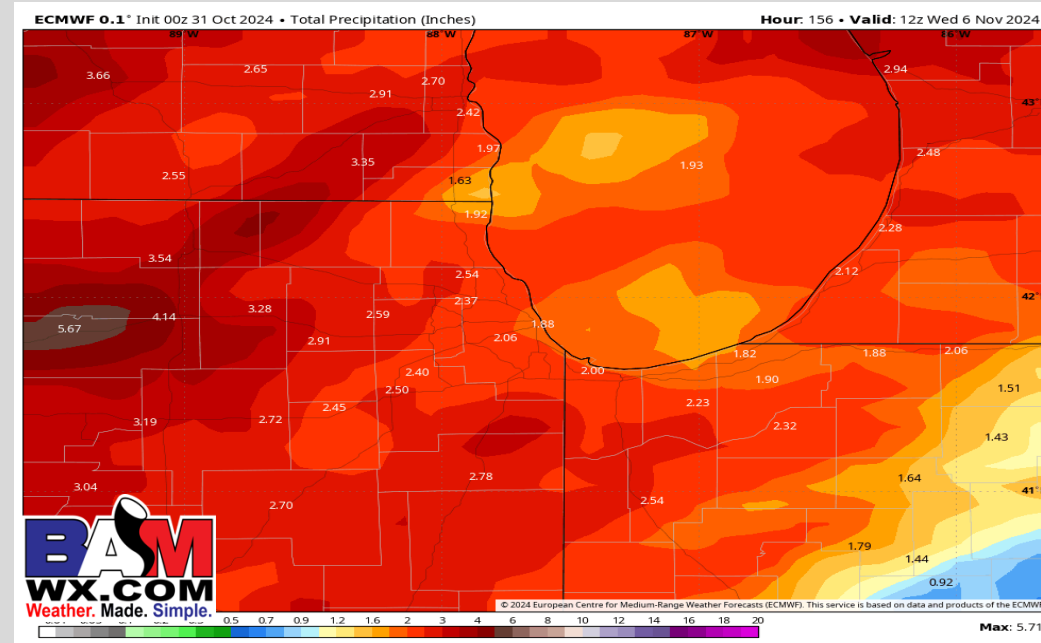 ECMWF 0.1° Init 00z 31 Oct 2024 • Total Precipitation (Inches) Hour: 156 • Valid: 12z Wed 6 Nov 2024
89°W 88°W 87°W 86°W
3.66 2.65 2.70 2.94
2.91 43°
2.42
1.97 2.48
3.35 1.93
2.55 1.63
1.92
2.28
3.54
2.54 2.12
2.37 42°
3.28
4.14 2.59
5.67 1.88
2.91 2.06
1.82 1.88 2.06
2.40 2.00
1.90
2.50 1.51
2.45 2.23
3.19 2.72 2.32
1.43
2.78 1.64
3.04 41°
2.70 2.54
1.79
1.44
0.92
BAM
WX.COM
Weather. Made. Simple.
© 2024 European Centre for Medium-Range Weather Forecasts (ECMWF). This service is based on data and products of the ECMWF
0.5 0.7 0.9 1.2 1.6 2 3 4 6 8 10 12 14 16 18 20
Max: 5.71